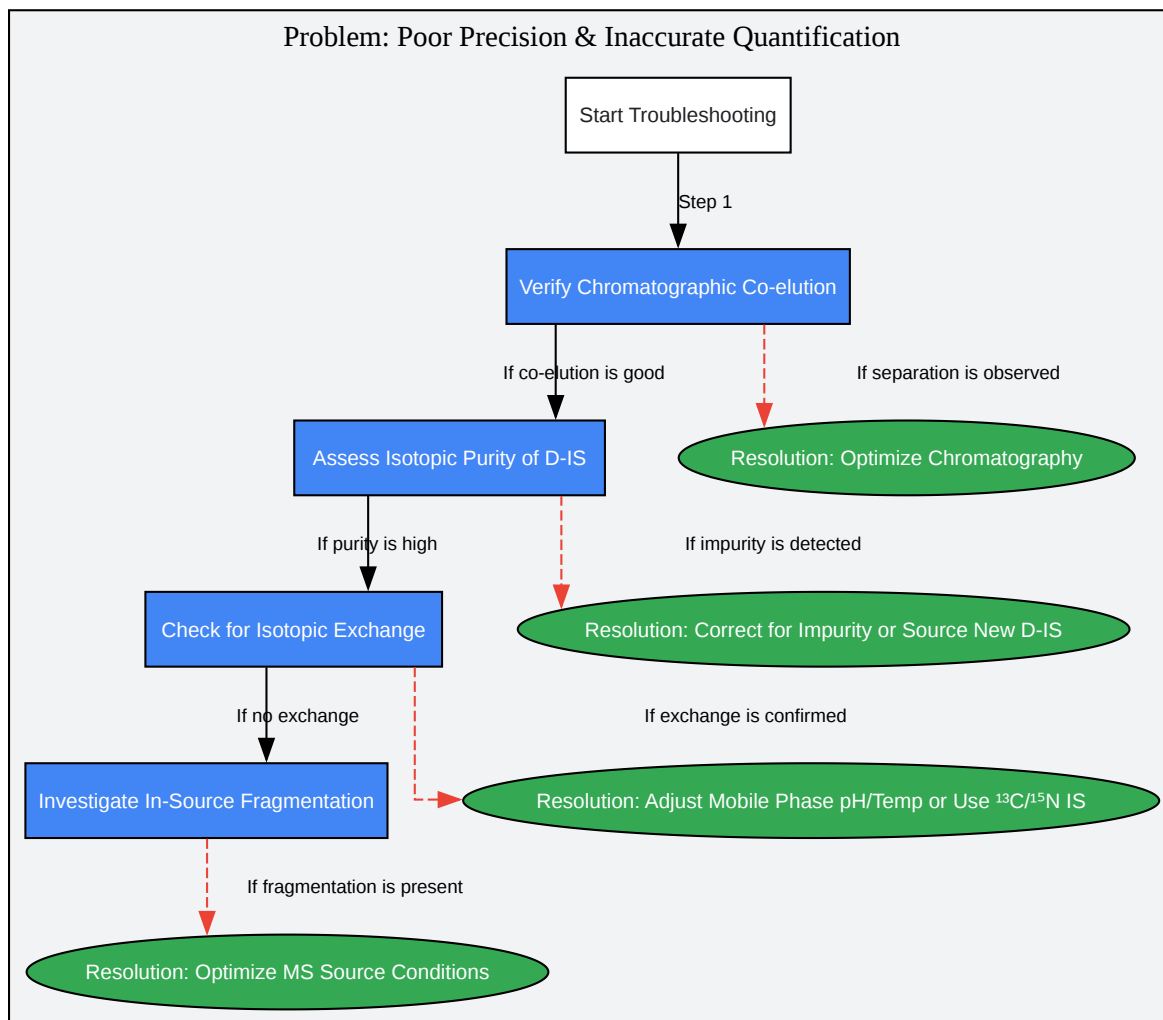 Problem: Poor Precision & Inaccurate Quantification
Start Troubleshooting
Step 1
Verify Chromatographic Co-elution
If co-elution is good
If separation is observed
Assess Isotopic Purity of D-IS
Resolution: Optimize Chromatography
If purity is high
If impurity is detected
Check for Isotopic Exchange
Resolution: Correct for Impurity or Source New D-IS
If no exchange
If exchange is confirmed
Investigate In-Source Fragmentation
Resolution: Adjust Mobile Phase pH/Temp or Use ¹³C/¹⁵N IS
If fragmentation is present
Resolution: Optimize MS Source Conditions